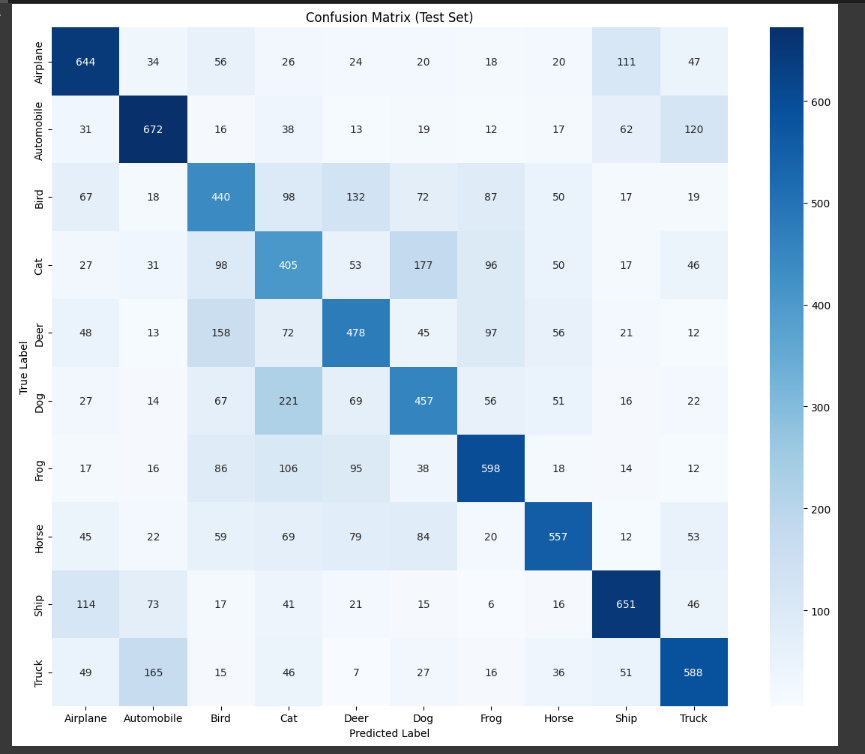 Confusion Matrix (Test Set)
Airplane 644 34 56 26 24 20 18 20 111 47
Automobile 31 672 16 38 13 19 12 17 62 120
Bird 67 18 440 98 132 72 87 50 17 19
Cat 27 31 98 405 53 177 96 50 17 46
Deer 48 13 158 72 478 45 97 56 21 12
True Label
Dog 27 14 67 221 69 457 56 51 16 22
Frog 17 16 86 106 95 38 598 18 14 12
Horse 45 22 59 69 79 84 20 557 12 53
Ship 114 73 17 41 21 15 6 16 651 46
Truck 49 165 15 46 7 27 16 36 51 588
Airplane Automobile Bird Cat Deer Dog Frog Horse Ship Truck
Predicted Label
600
500
400
300
200
100